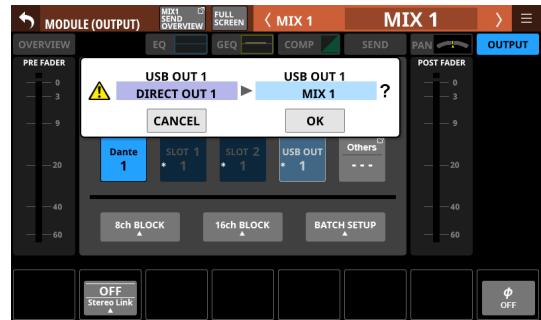 MODULE (OUTPUT)
MIX1
SEND
OVERVIEW
FULL
SCREEN
MIX 1
MIX 1
OVERVIEW
EQ
GEQ
COMP
SEND
PAN
OUTPUT
PRE FADER
POST FADER
0
3
9
20
40
60
0
3
9
20
40
60
USB OUT 1
DIRECT OUT 1
USB OUT 1
MIX 1
?
CANCEL
OK
Dante
1
SLOT 1
* 1
SLOT 2
* 1
USB OUT
* 1
Others
---
8ch BLOCK
16ch BLOCK
BATCH SETUP
OFF
Stereo Link
φ
OFF